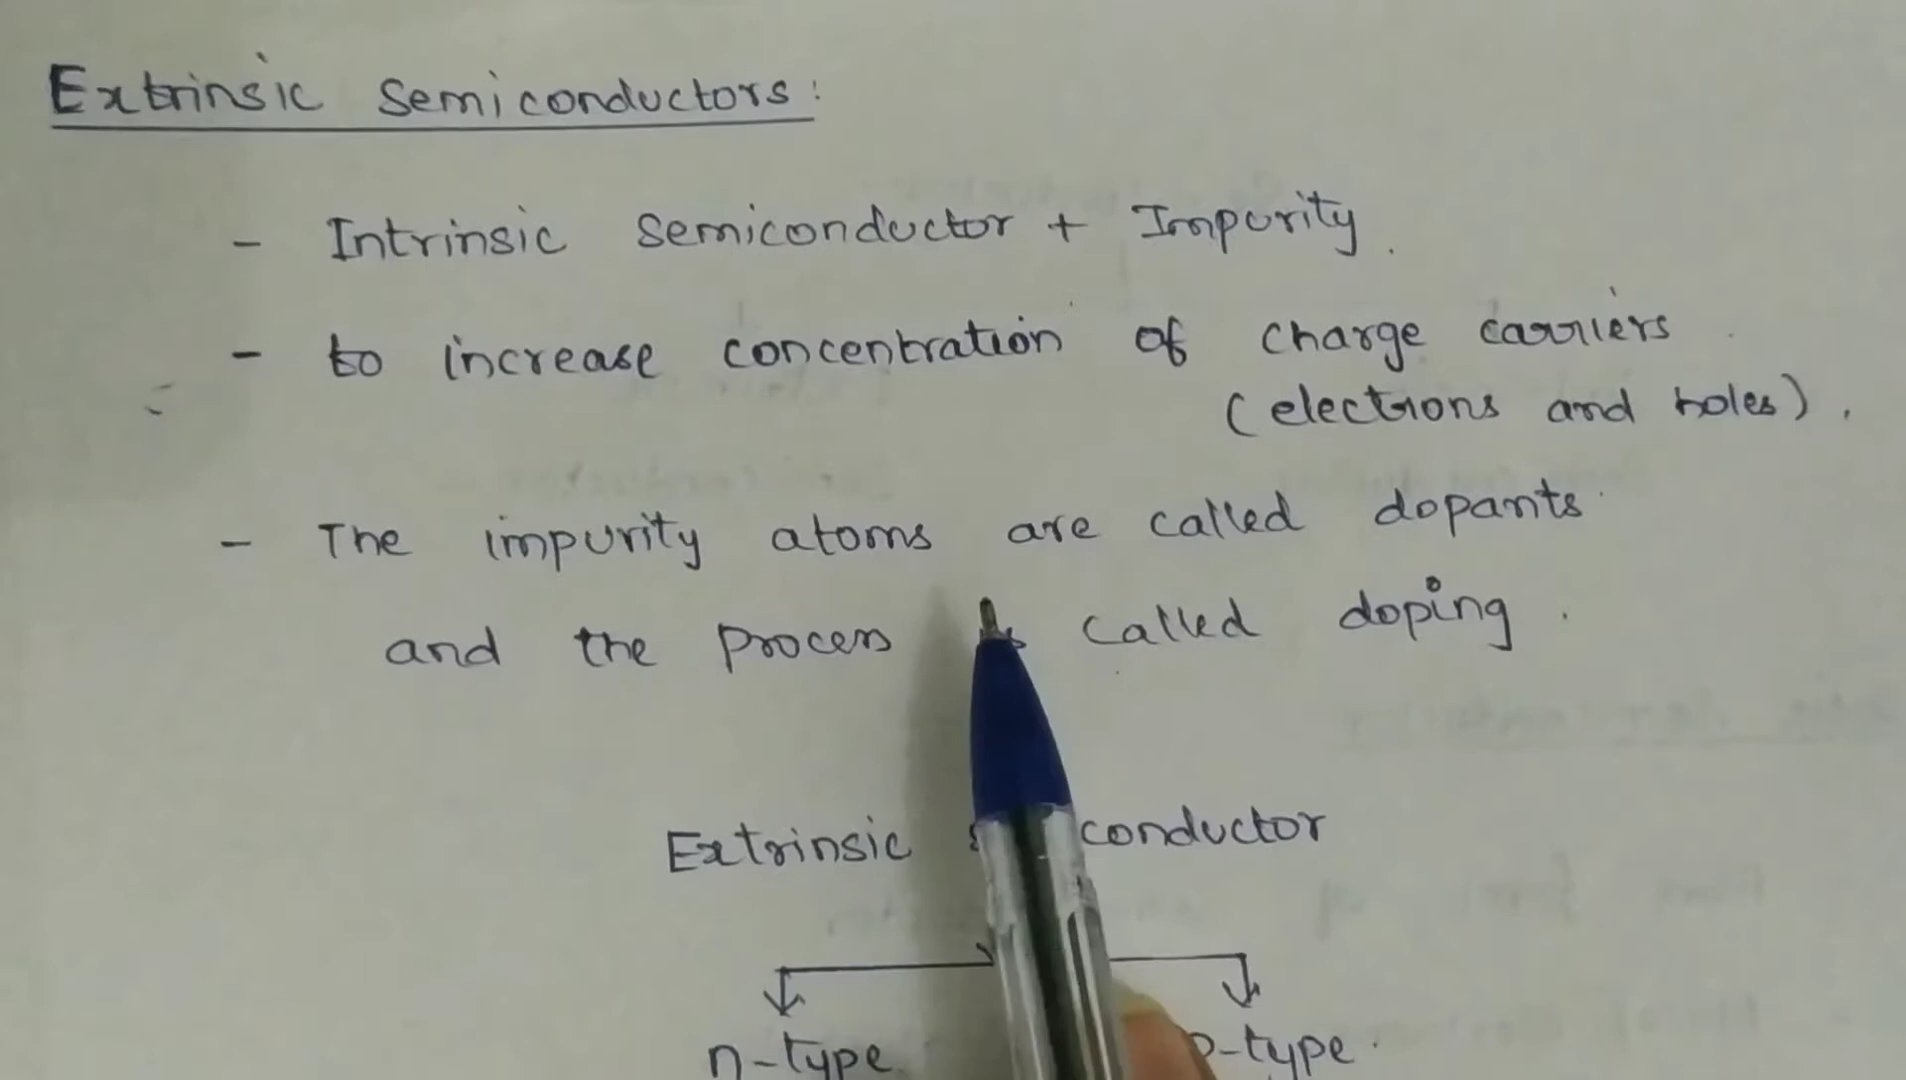 Extrinsic Semiconductors:
- Intrinsic Semiconductor + Impurity.
- to increase concentration of charge carriers
(electrons and holes).
- The impurity atoms are called dopants
and the process called doping.
Extrinsic conductor
n-type p-type.